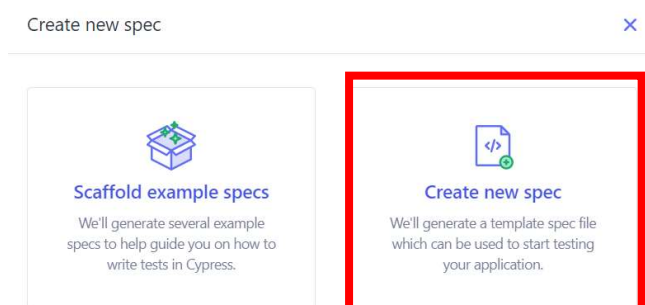 Create new spec
Scaffold example specs
We'll generate several example
specs to help guide you on how to
write tests in Cypress.
</>
Create new spec
We'll generate a template spec file
which can be used to start testing
your application.